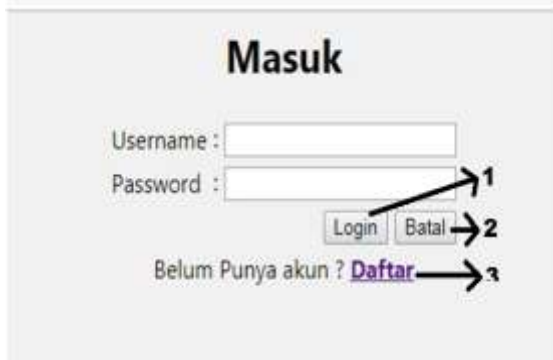 Masuk
Username :
Password :
1
Login Batal 2
Belum Punya akun ? Daftar 3